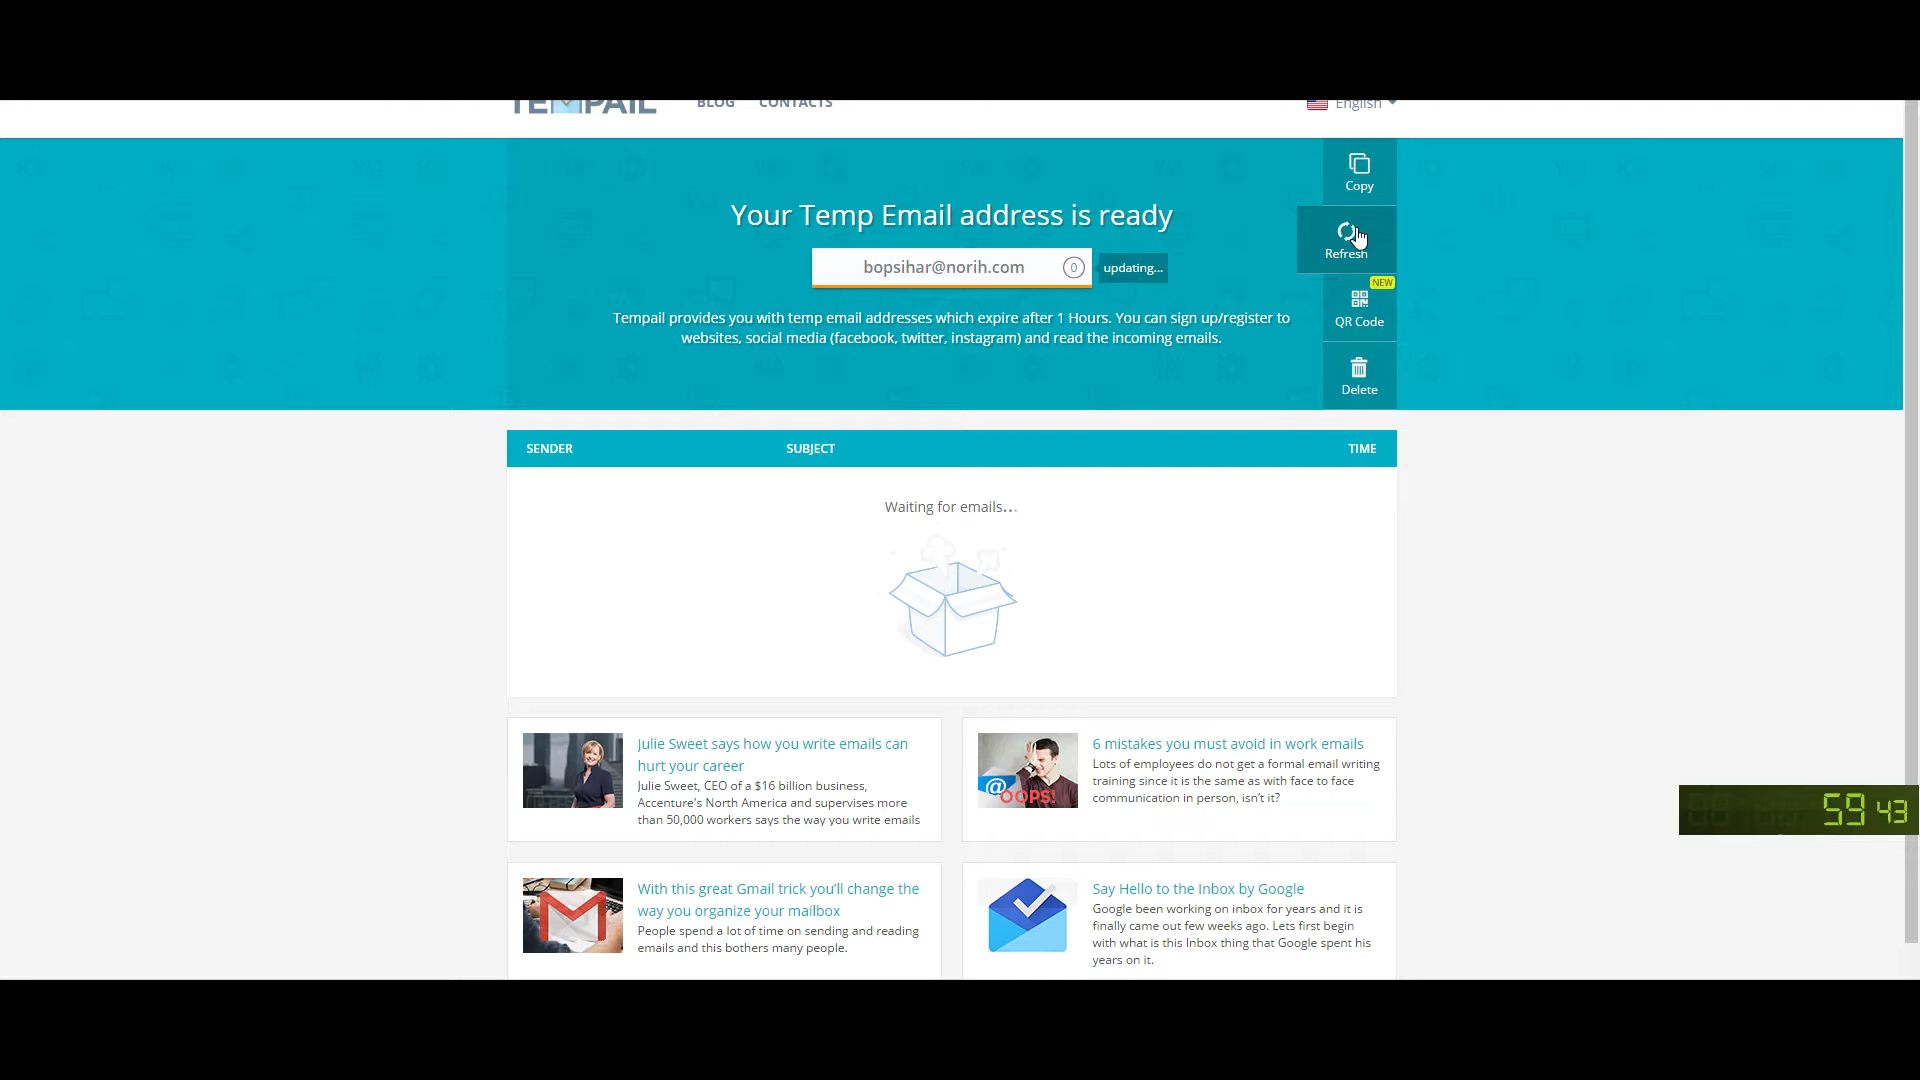 TEMPAIL BLOG CONTACTS English
Copy
Your Temp Email address is ready
Refresh
bopsihar@norih.com 0 updating...
NEW
QR Code
Tempail provides you with temp email addresses which expire after 1 Hours. You can sign up/register to
websites, social media (facebook, twitter, instagram) and read the incoming emails.
Delete
SENDER SUBJECT TIME
Waiting for emails...
Julie Sweet says how you write emails can
hurt your career
Julie Sweet, CEO of a $16 billion business,
Accenture's North America and supervises more
than 50,000 workers says the way you write emails
@ OOPS!
6 mistakes you must avoid in work emails
Lots of employees do not get a formal email writing
training since it is the same as with face to face
communication in person, isn't it?
59 43
With this great Gmail trick you'll change the
way you organize your mailbox
People spend a lot of time on sending and reading
emails and this bothers many people.
Say Hello to the Inbox by Google
Google been working on inbox for years and it is
finally came out few weeks ago. Lets first begin
with what is this Inbox thing that Google spent his
years on it.